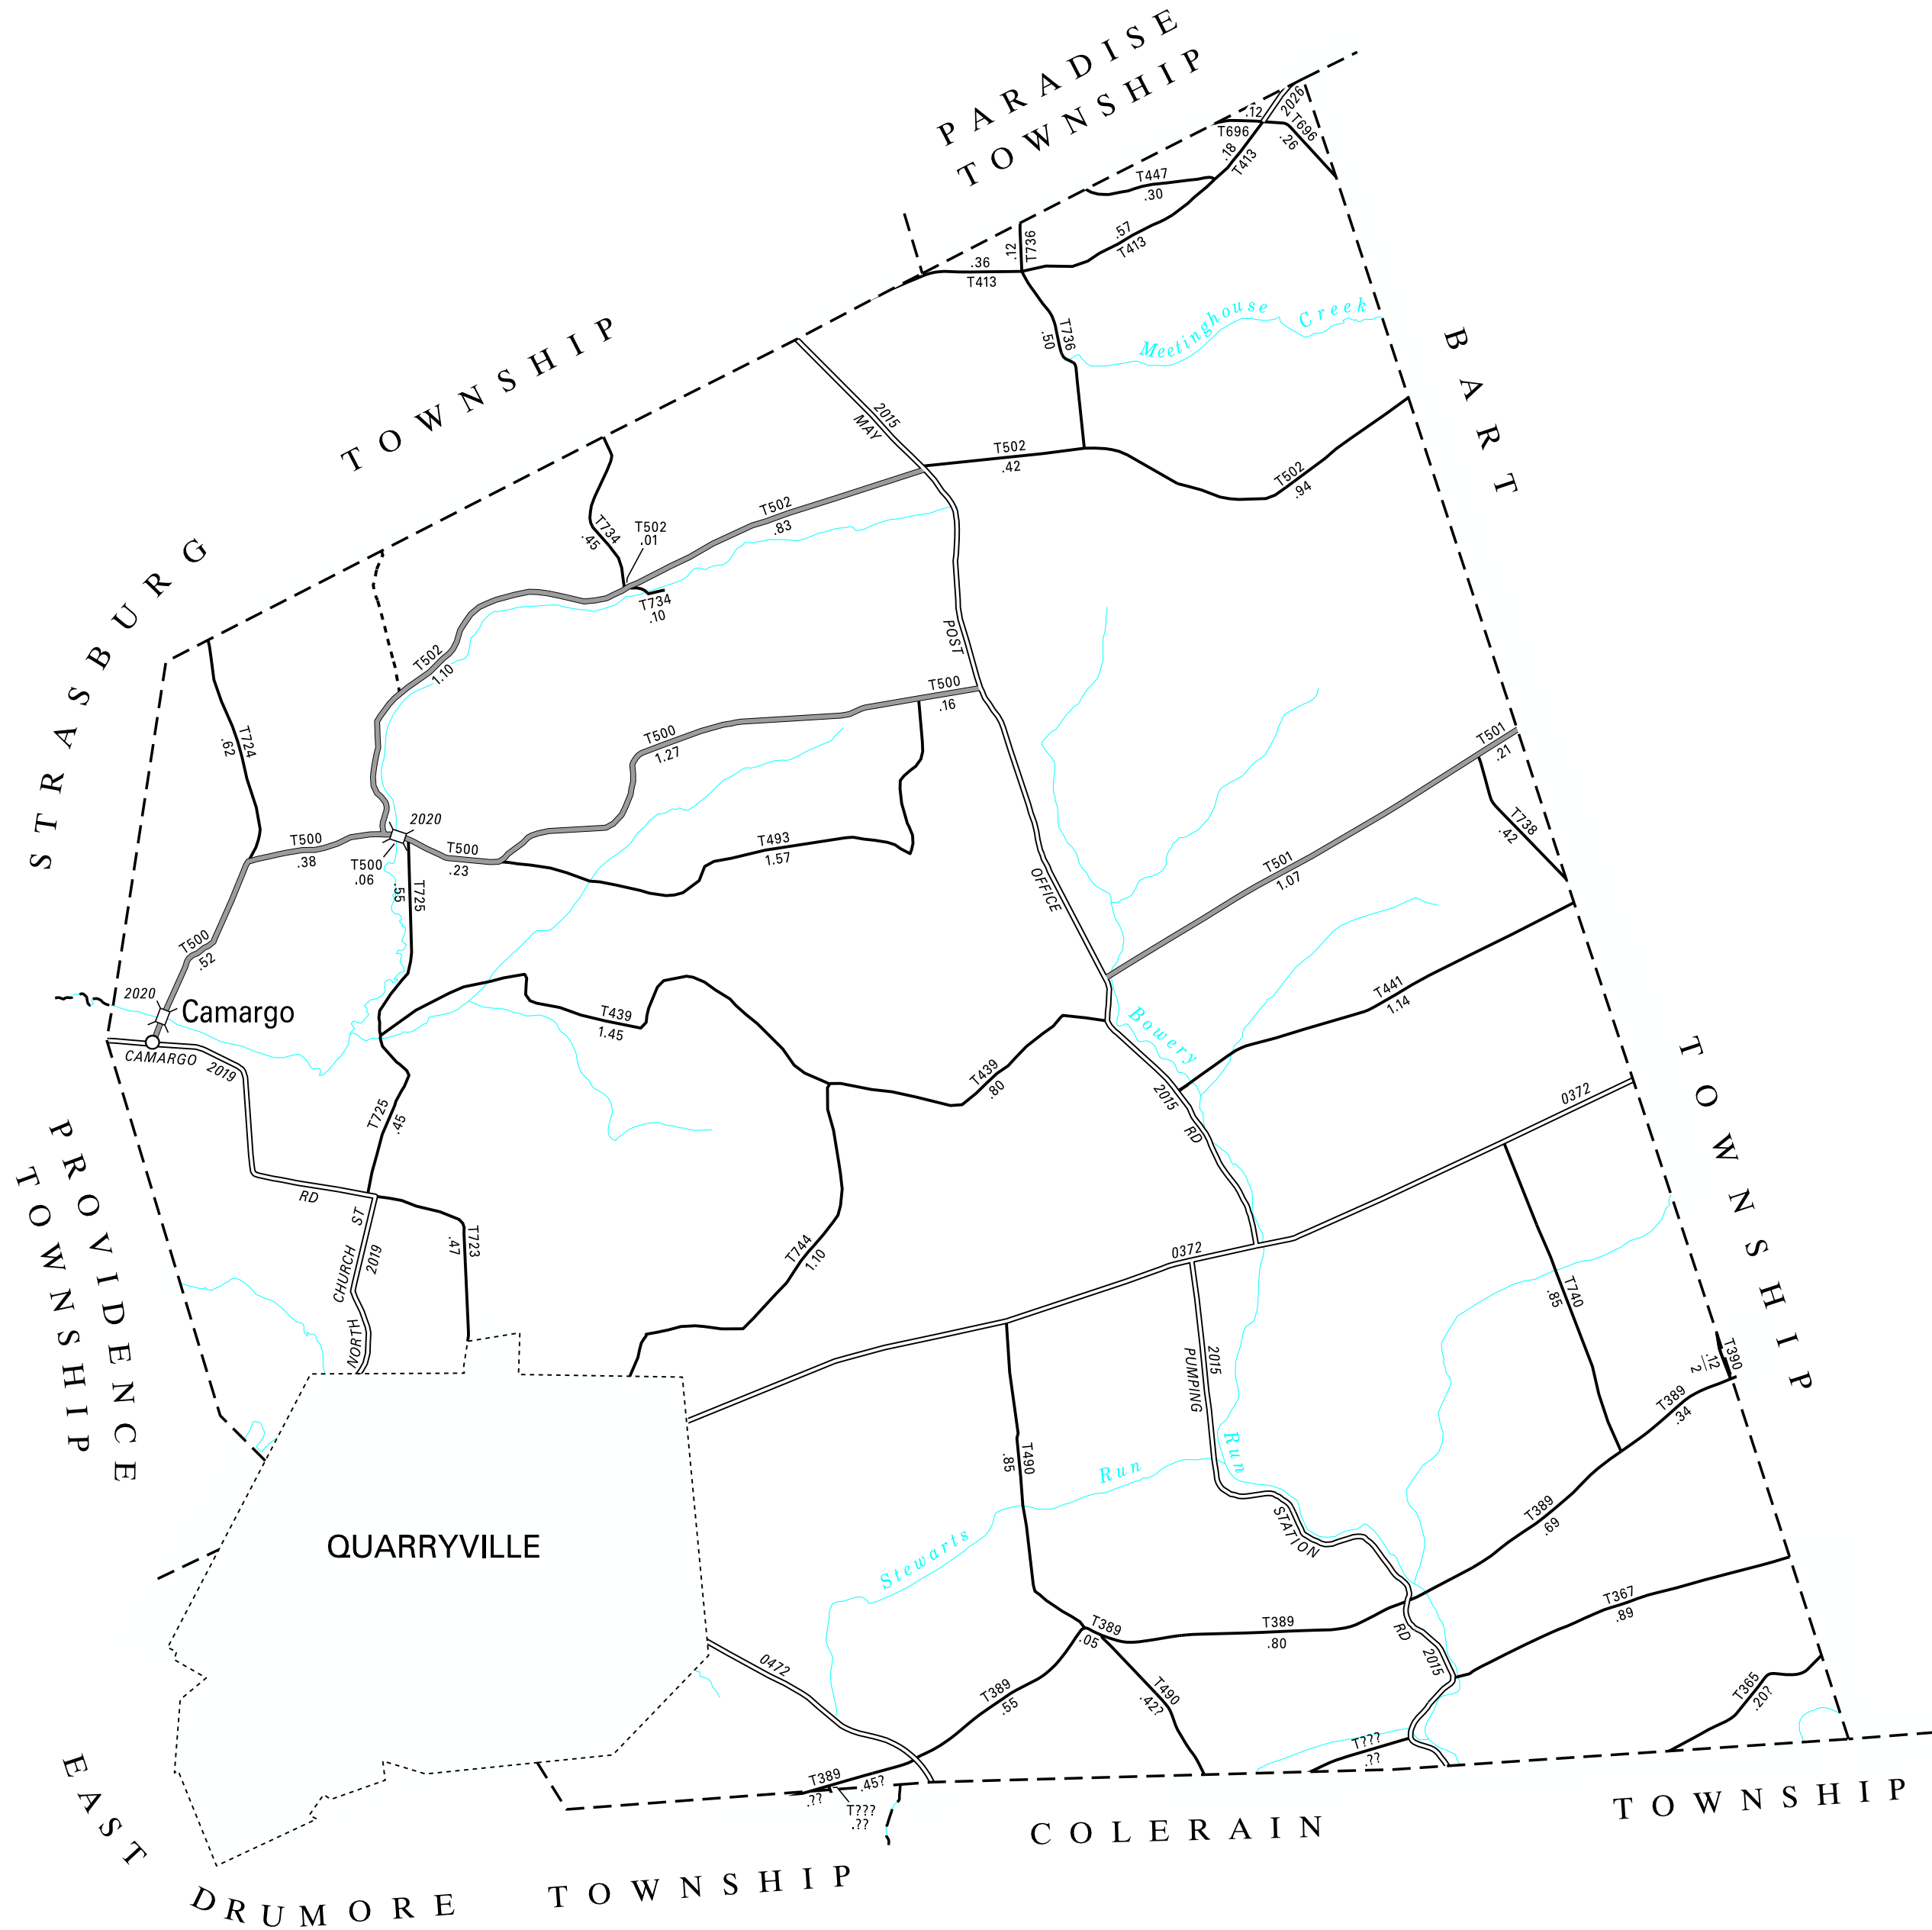 PARADISE
TOWNSHIP
.12
2026
T696
T696
.26
.18
T413
T447
.30
.57
T413
T736
.12
.36
T413
Meetinghouse Creek
T736
.50
STRASBURG TOWNSHIP
BART TOWNSHIP
2015
MAY
T502
.42
T502
.94
T502
.83
T734
.45
T502
.01
T734
.10
T502
1.10
POST
T500
.16
T500
1.27
T724
.62
T501
.21
T738
.42
2020
T500
.38
T500
.06
T500
.23
T493
1.57
.55
T725
T501
1.07
OFFICE
T500
.52
2020
Camargo
CAMARGO 2019
T439
1.45
T441
1.14
Bowery
T439
.80
2015
RD
0372
T725
.45
RD
ST
CHURCH
2019
NORTH
T723
.47
T744
1.10
0372
PROVIDENCE
TOWNSHIP
T740
.85
2015
PUMPING
T390
.12
2
T389
.34
T490
.85
Run
Run
Stewarts
STATION
T389
.69
QUARRYVILLE
T367
.89
T389
.05
T389
.80
RD
2015
0472
T389
.55
T490
.42?
T365
.20?
T???
.??
T389
.45?
.??
T???
.??
EAST
DRUMORE TOWNSHIP
COLERAIN TOWNSHIP